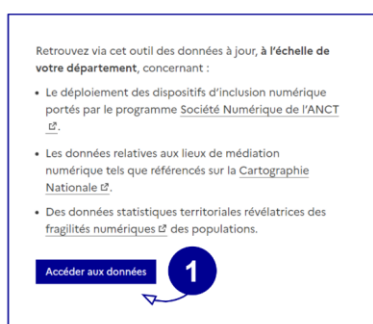 Retrouvez via cet outil des données à jour, à l'échelle de
votre département, concernant :
• Le déploiement des dispositifs d'inclusion numérique
portés par le programme Société Numérique de l'ANCT
.
• Les données relatives aux lieux de médiation
numérique tels que référencés sur la Cartographie
Nationale .
• Des données statistiques territoriales révélatrices des
fragilités numériques des populations.
Accéder aux données
1